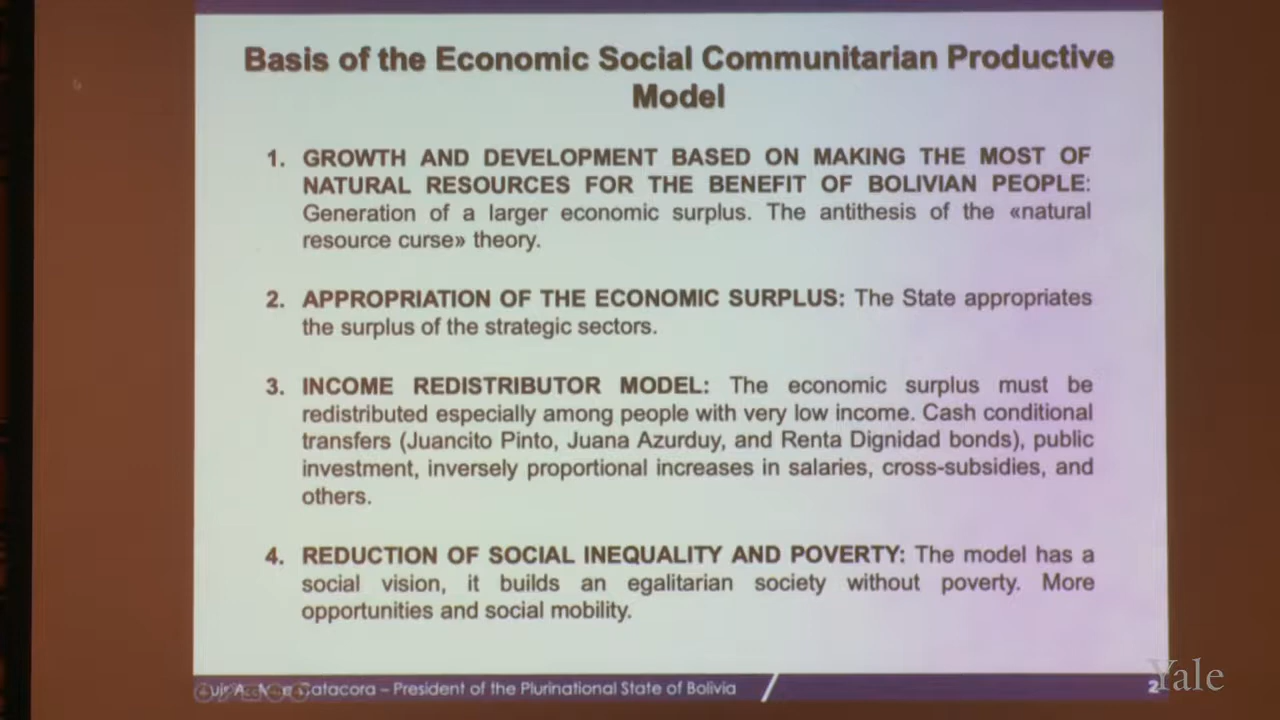 Basis of the Economic Social Communitarian Productive
Model
1. GROWTH AND DEVELOPMENT BASED ON MAKING THE MOST OF
NATURAL RESOURCES FOR THE BENEFIT OF BOLIVIAN PEOPLE:
Generation of a larger economic surplus. The antithesis of the «natural
resource curse» theory.
2. APPROPRIATION OF THE ECONOMIC SURPLUS: The State appropriates
the surplus of the strategic sectors.
3. INCOME REDISTRIBUTOR MODEL: The economic surplus must be
redistributed especially among people with very low income. Cash conditional
transfers (Juancito Pinto, Juana Azurduy, and Renta Dignidad bonds), public
investment, inversely proportional increases in salaries, cross-subsidies, and
others.
4. REDUCTION OF SOCIAL INEQUALITY AND POVERTY: The model has a
social vision, it builds an egalitarian society without poverty. More
opportunities and social mobility.
Catacora – President of the Plurinational State of Bolivia
2
Yale